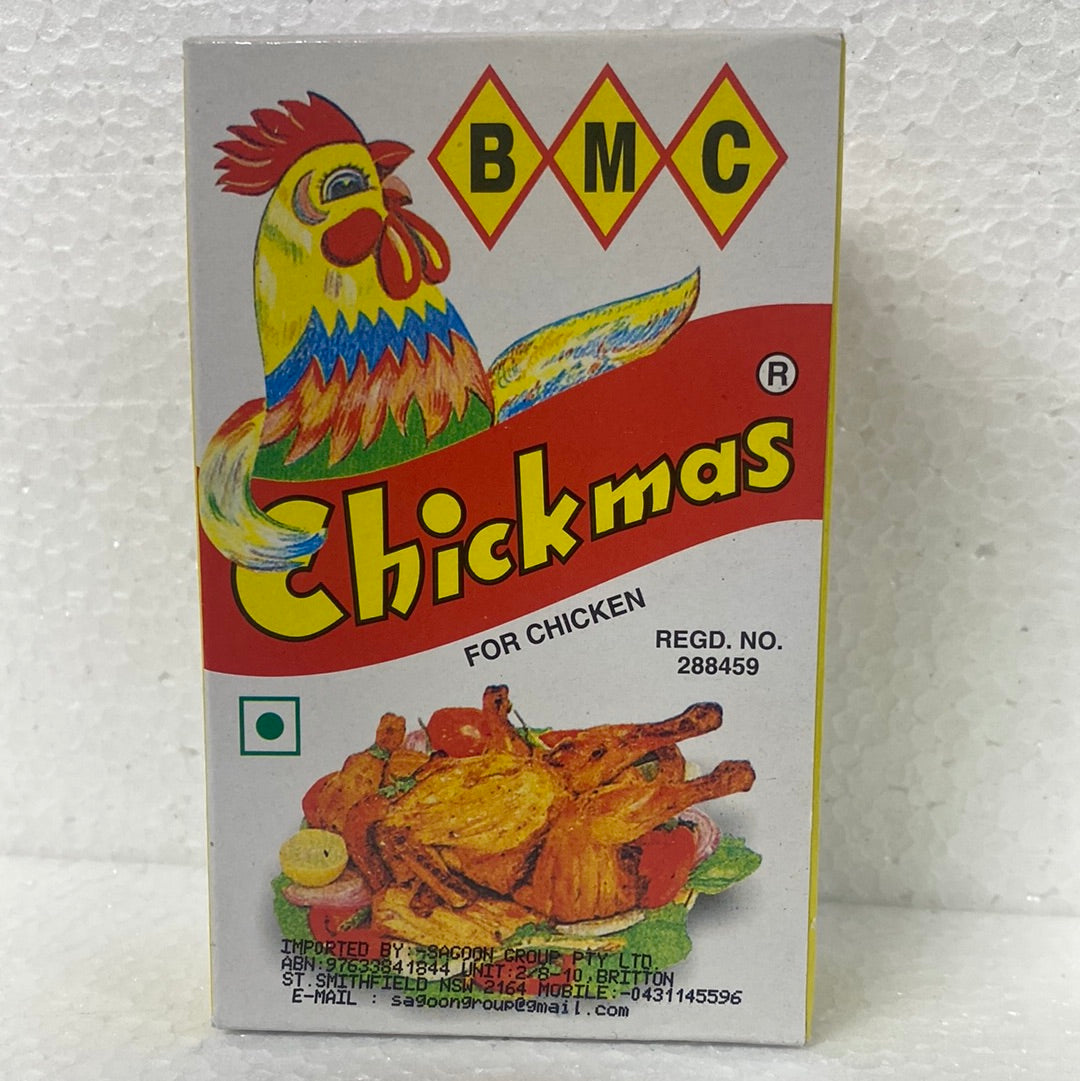 BMC
®
Chickmas
FOR CHICKEN
REGD. NO.
288459
IMPORTED BY:-SAGOON GROUP PTY LTD.
ABN:97633841844 UNIT:2/8-10,BRITTON
ST.SMITHFIELD NSW 2164 MOBILE:-0431145596
E-MAIL : sagoongroup@gmail.com